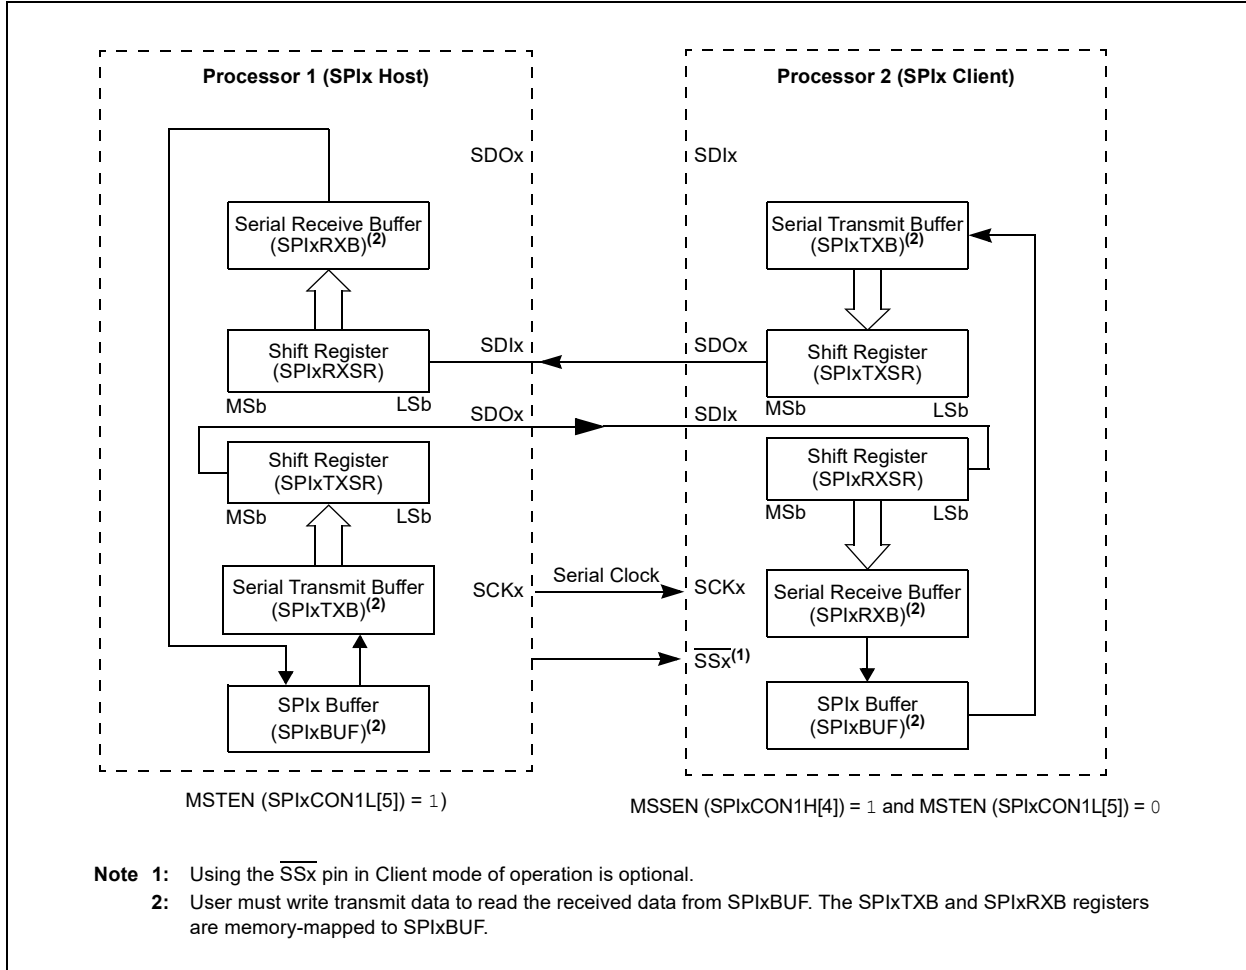 Processor 1 (SPIx Host)
Processor 2 (SPIx Client)
SDOx
SDIx
Serial Receive Buffer
(SPIxRXB)(2)
Serial Transmit Buffer
(SPIxTXB)(2)
Shift Register
(SPIxRXSR)
SDIx
SDOx
Shift Register
(SPIxTXSR)
MSb
LSb
MSb
LSb
SDOx
SDIx
Shift Register
(SPIxTXSR)
Shift Register
(SPIxRXSR)
MSb
LSb
MSb
LSb
Serial Transmit Buffer
(SPIxTXB)(2)
SCKx
Serial Clock
SCKx
Serial Receive Buffer
(SPIxRXB)(2)
SSx(1)
SPIx Buffer
(SPIxBUF)(2)
SPIx Buffer
(SPIxBUF)(2)
MSTEN (SPIxCON1L[5]) = 1)
MSSEN (SPIxCON1H[4]) = 1 and MSTEN (SPIxCON1L[5]) = 0
Note 1: Using the SSx pin in Client mode of operation is optional.
2: User must write transmit data to read the received data from SPIxBUF. The SPIxTXB and SPIxRXB registers
are memory-mapped to SPIxBUF.